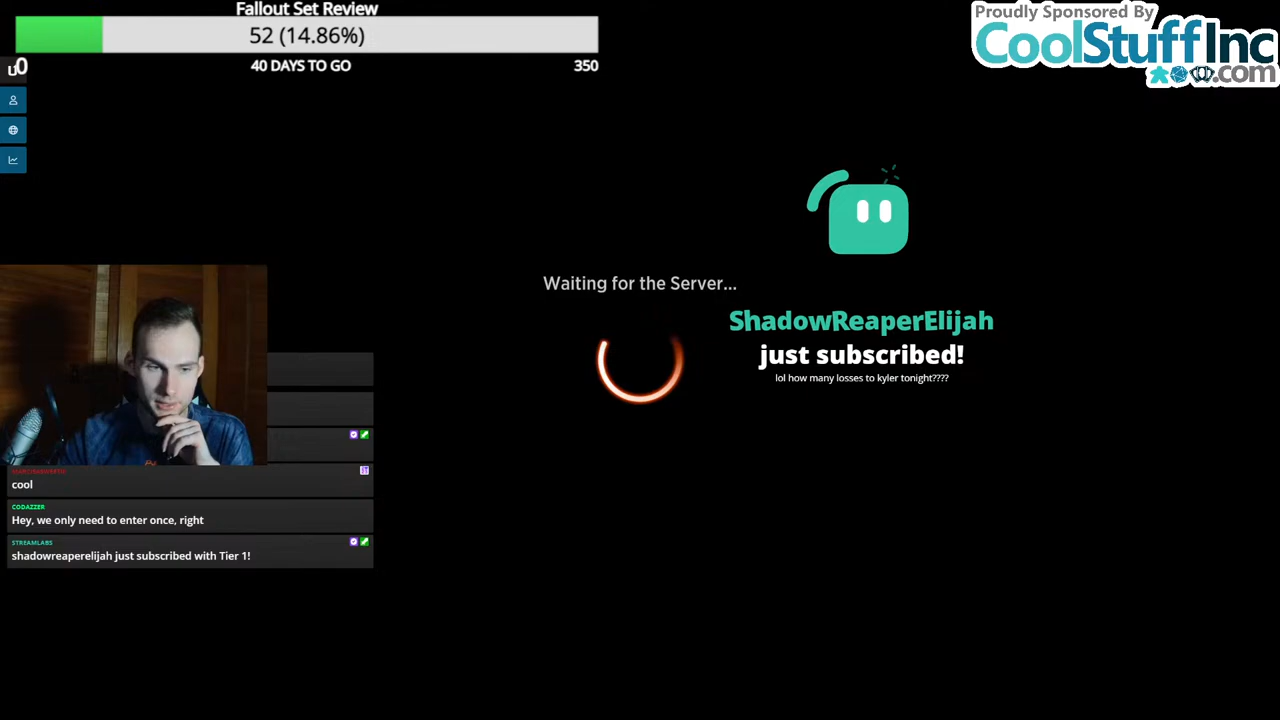 Fallout Set Review
52 (14.86%)
0
40 DAYS TO GO
350
Proudly Sponsored By
CoolStuffInc
.com
Waiting for the Server...
ShadowReaperElijah
just subscribed!
lol how many losses to kyler tonight????
cool
CODAZZER
Hey, we only need to enter once, right
STREAMLABS
shadowreaperelijah just subscribed with Tier 1!